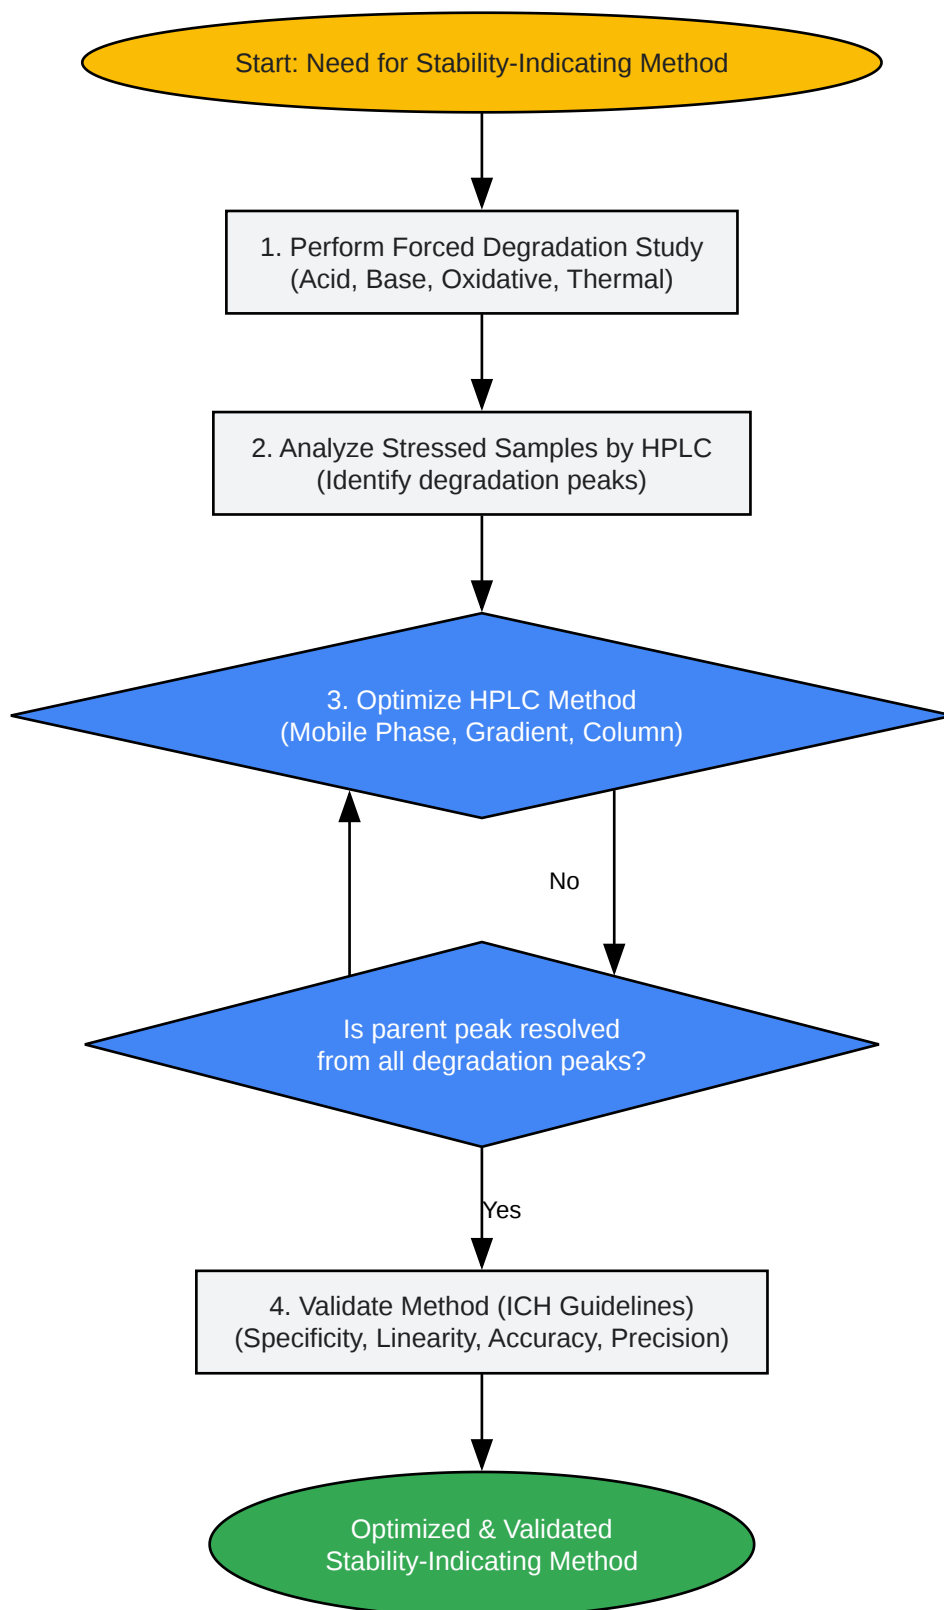 Start: Need for Stability-Indicating Method
1. Perform Forced Degradation Study
(Acid, Base, Oxidative, Thermal)
2. Analyze Stressed Samples by HPLC
(Identify degradation peaks)
3. Optimize HPLC Method
(Mobile Phase, Gradient, Column)
No
Is parent peak resolved
from all degradation peaks?
Yes
4. Validate Method (ICH Guidelines)
(Specificity, Linearity, Accuracy, Precision)
Optimized & Validated
Stability-Indicating Method